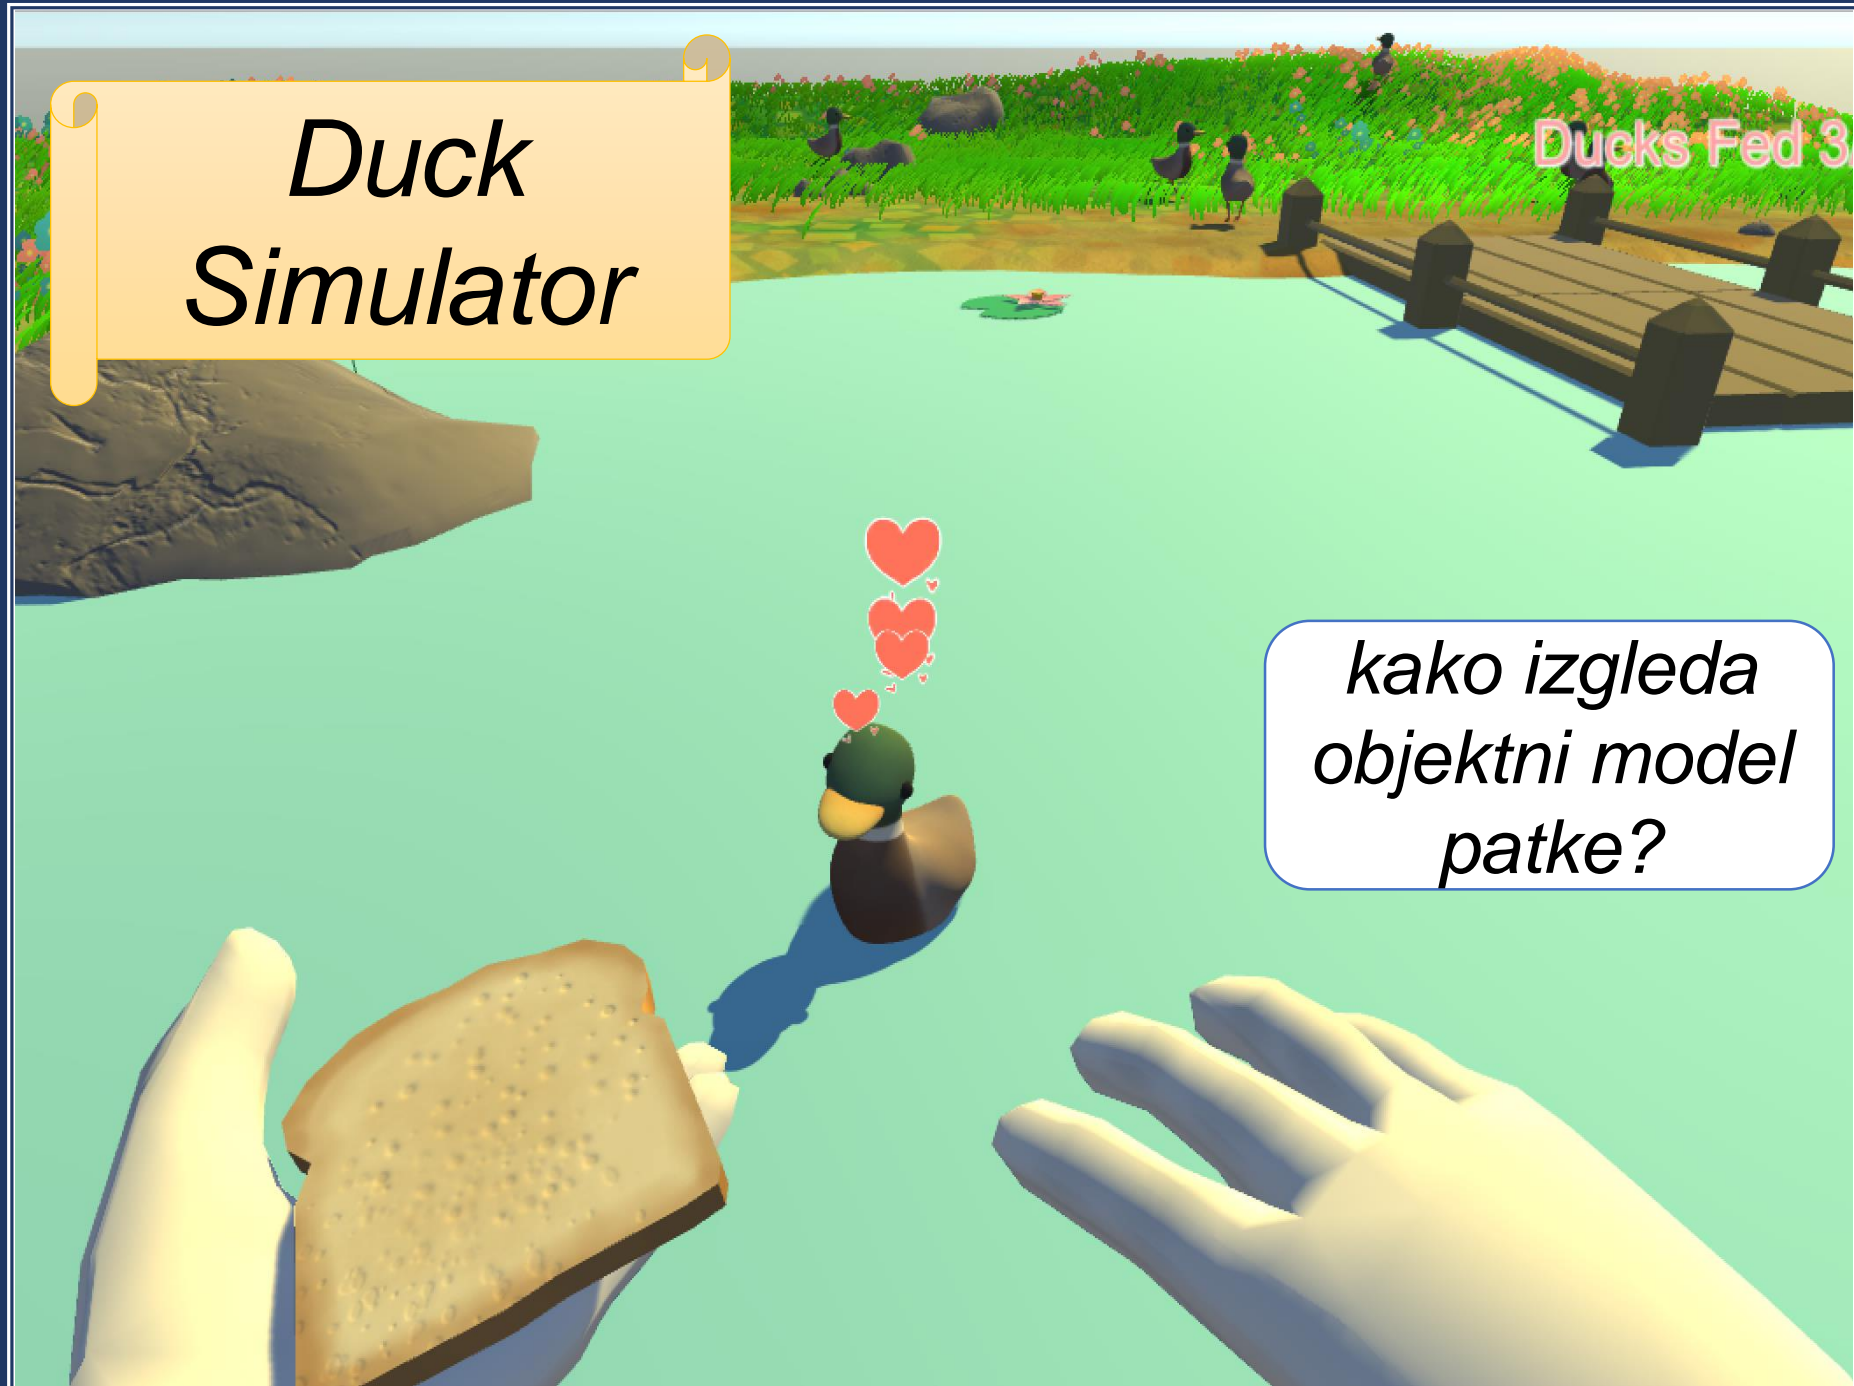 Duck
Simulator
Ducks Fed 3
kako izgleda
objektni model
patke?